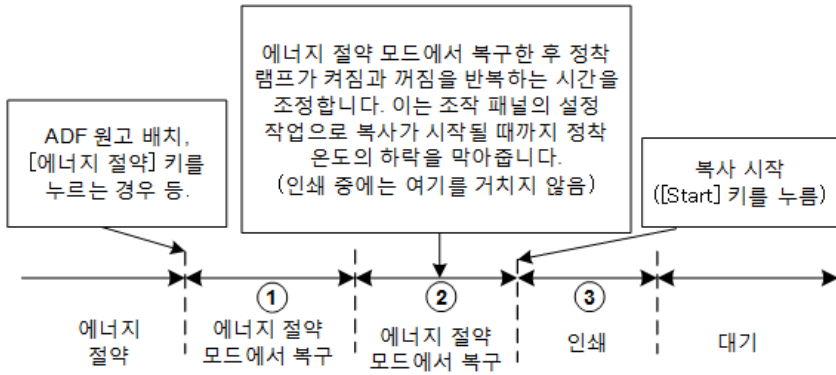 에너지 절약 모드에서 복구한 후 정착
램프가 켜짐과 꺼짐을 반복하는 시간을
조정합니다. 이는 조작 패널의 설정
작업으로 복사가 시작될 때까지 정착
온도의 하락을 막아줍니다.
(인쇄 중에는 여기를 거치지 않음)
ADF 원고 배치,
[에너지 절약] 키를
누르는 경우 등.
복사 시작
([Start] 키를 누름)
① ② ③
에너지
절약
에너지 절약
모드에서 복구
에너지 절약
모드에서 복구
인쇄
대기